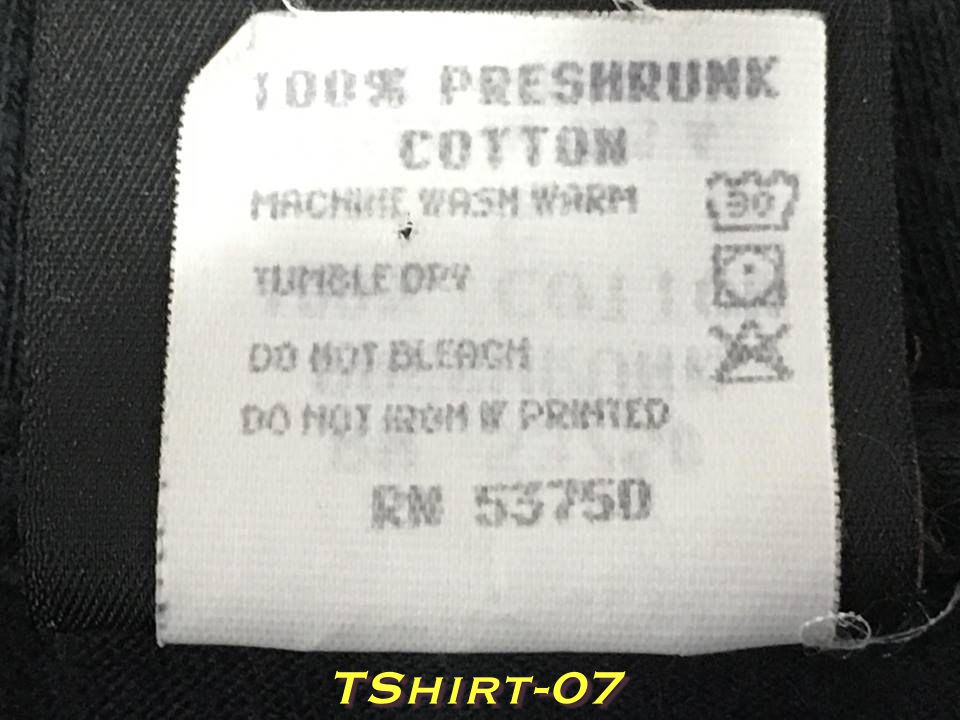 100% PRESHRUNK
COTTON
MACHINE WASH WARM
30
TUMBLE DRY
DO NOT BLEACH
DO NOT IRON IF PRINTED
RN 53750
TSHIRT-07